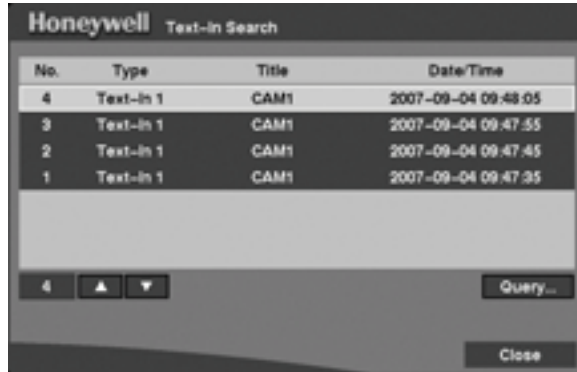 Honeywell Text-In Search
No. Type Title Date/Time
4 Text-In 1 CAM1 2007-09-04 09:48:05
3 Text-In 1 CAM1 2007-09-04 09:47:55
2 Text-In 1 CAM1 2007-09-04 09:47:45
1 Text-In 1 CAM1 2007-09-04 09:47:35
4 Query...
Close